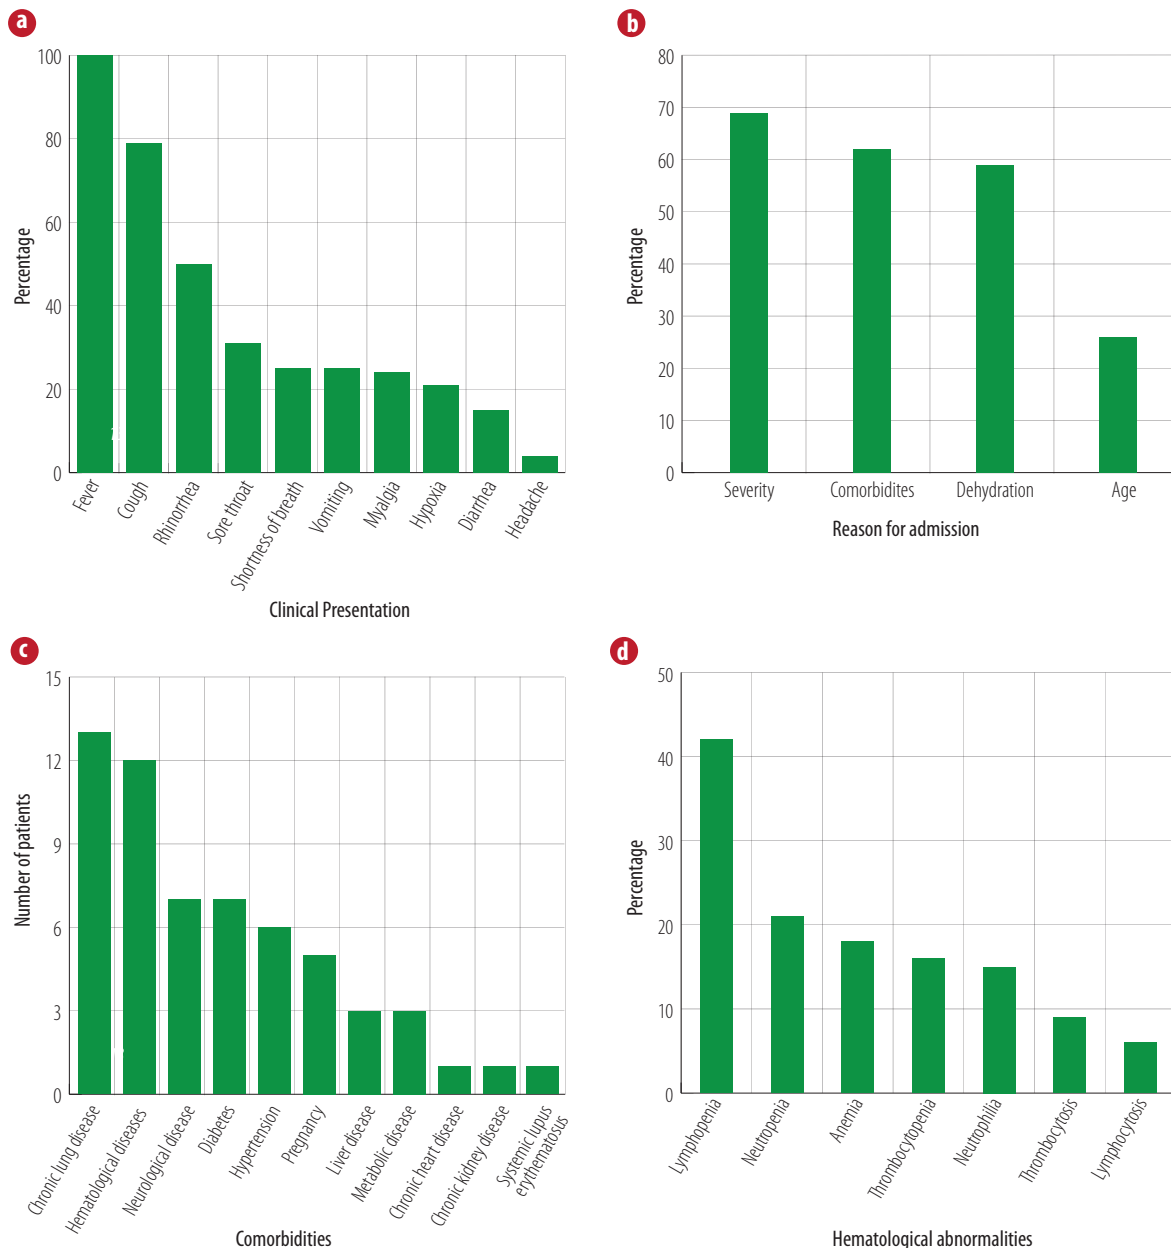 a
100
80
60
40
20
0
Percentage
Fever
Cough
Rhinorrhea
Sore throat
Shortness of breath
Vomiting
Myalgia
Hypoxia
Diarrhea
Headache
Clinical Presentation
b
80
70
60
50
40
30
20
10
0
Percentage
Severity
Comorbidites
Dehydration
Age
Reason for admission
c
15
12
9
6
3
0
Number of patients
Chronic lung disease
Hematological diseases
Neurological disease
Diabetes
Hypertension
Pregnancy
Liver disease
Metabolic disease
Chronic heart disease
Chronic kidney disease
Systemic lupus
erythematosus
Comorbidities
d
50
40
30
20
10
0
Percentage
Lymphopenia
Neutropenia
Anemia
Thrombocytopenia
Neutrophilia
Thrombocytosis
Lymphocytosis
Hematological abnormalities